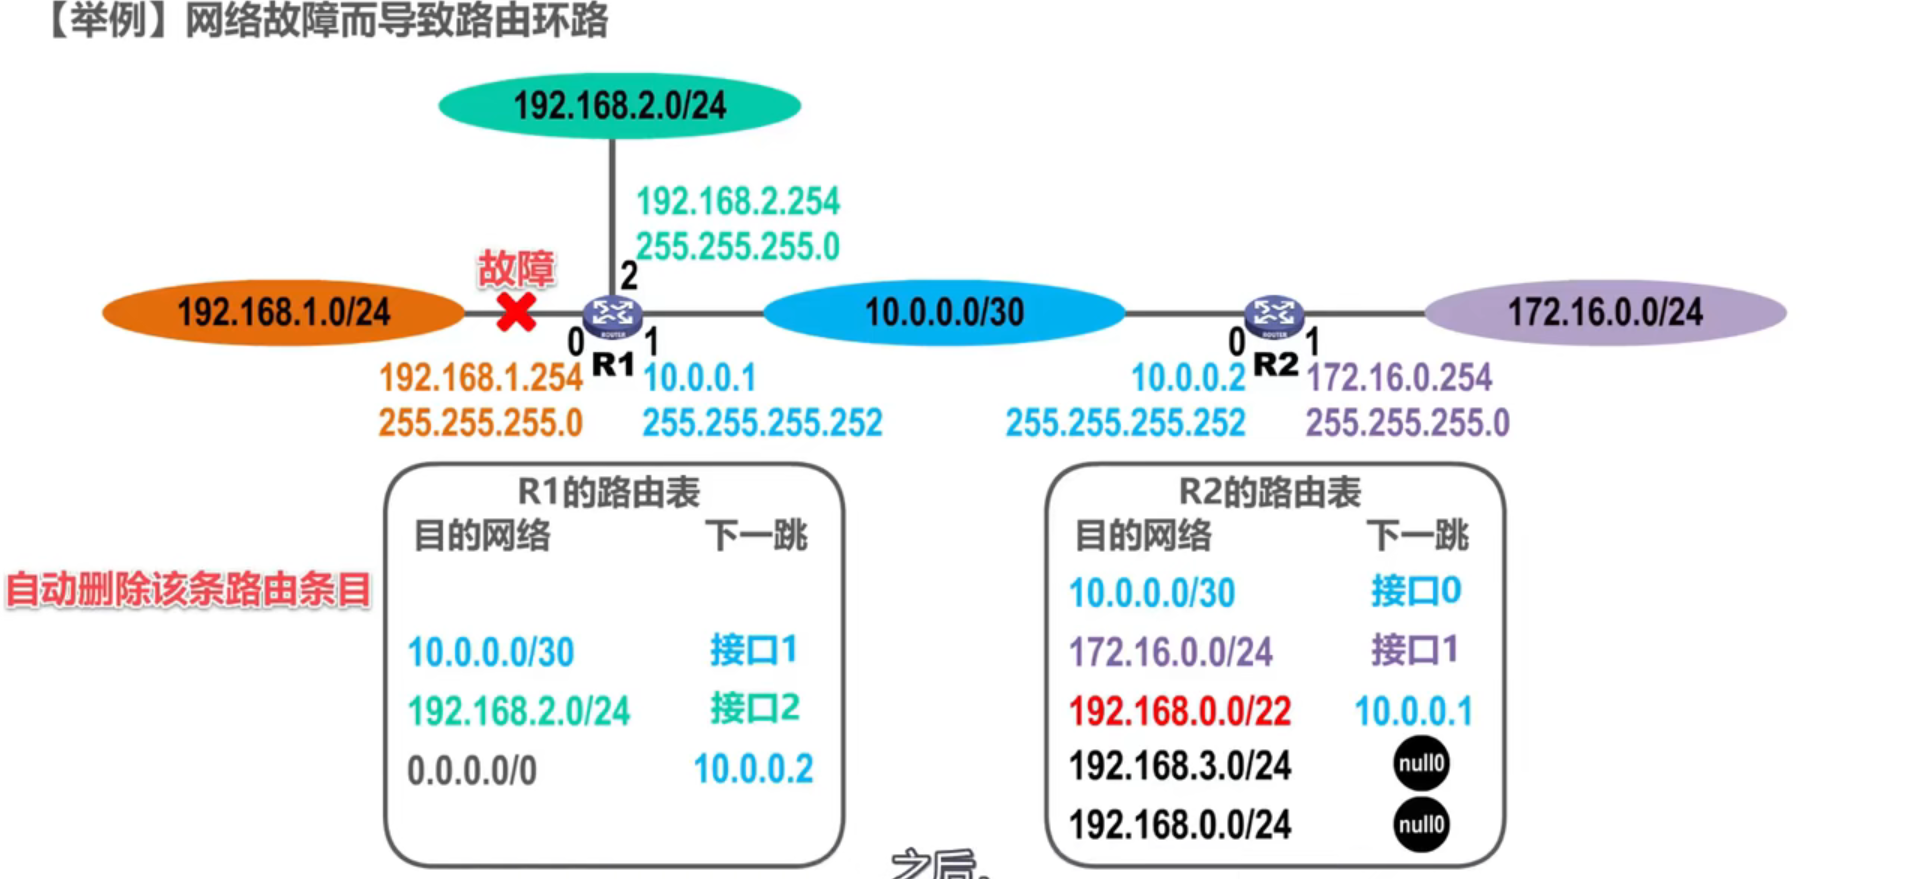 【举例】网络故障而导致路由环路
192.168.2.0/24
192.168.2.254
255.255.255.0
故障
2
192.168.1.0/24
10.0.0.0/30
172.16.0.0/24
ROUTER
ROUTER
0
R1
1
0
R2
1
192.168.1.254
255.255.255.0
10.0.0.1
255.255.255.252
10.0.0.2
255.255.255.252
172.16.0.254
255.255.255.0
自动删除该条路由条目
R1的路由表
目的网络 下一跳
10.0.0.0/30 接口1
192.168.2.0/24 接口2
0.0.0.0/0 10.0.0.2
R2的路由表
目的网络 下一跳
10.0.0.0/30 接口0
172.16.0.0/24 接口1
192.168.0.0/22 10.0.0.1
192.168.3.0/24 null0
192.168.0.0/24 null0
之后,